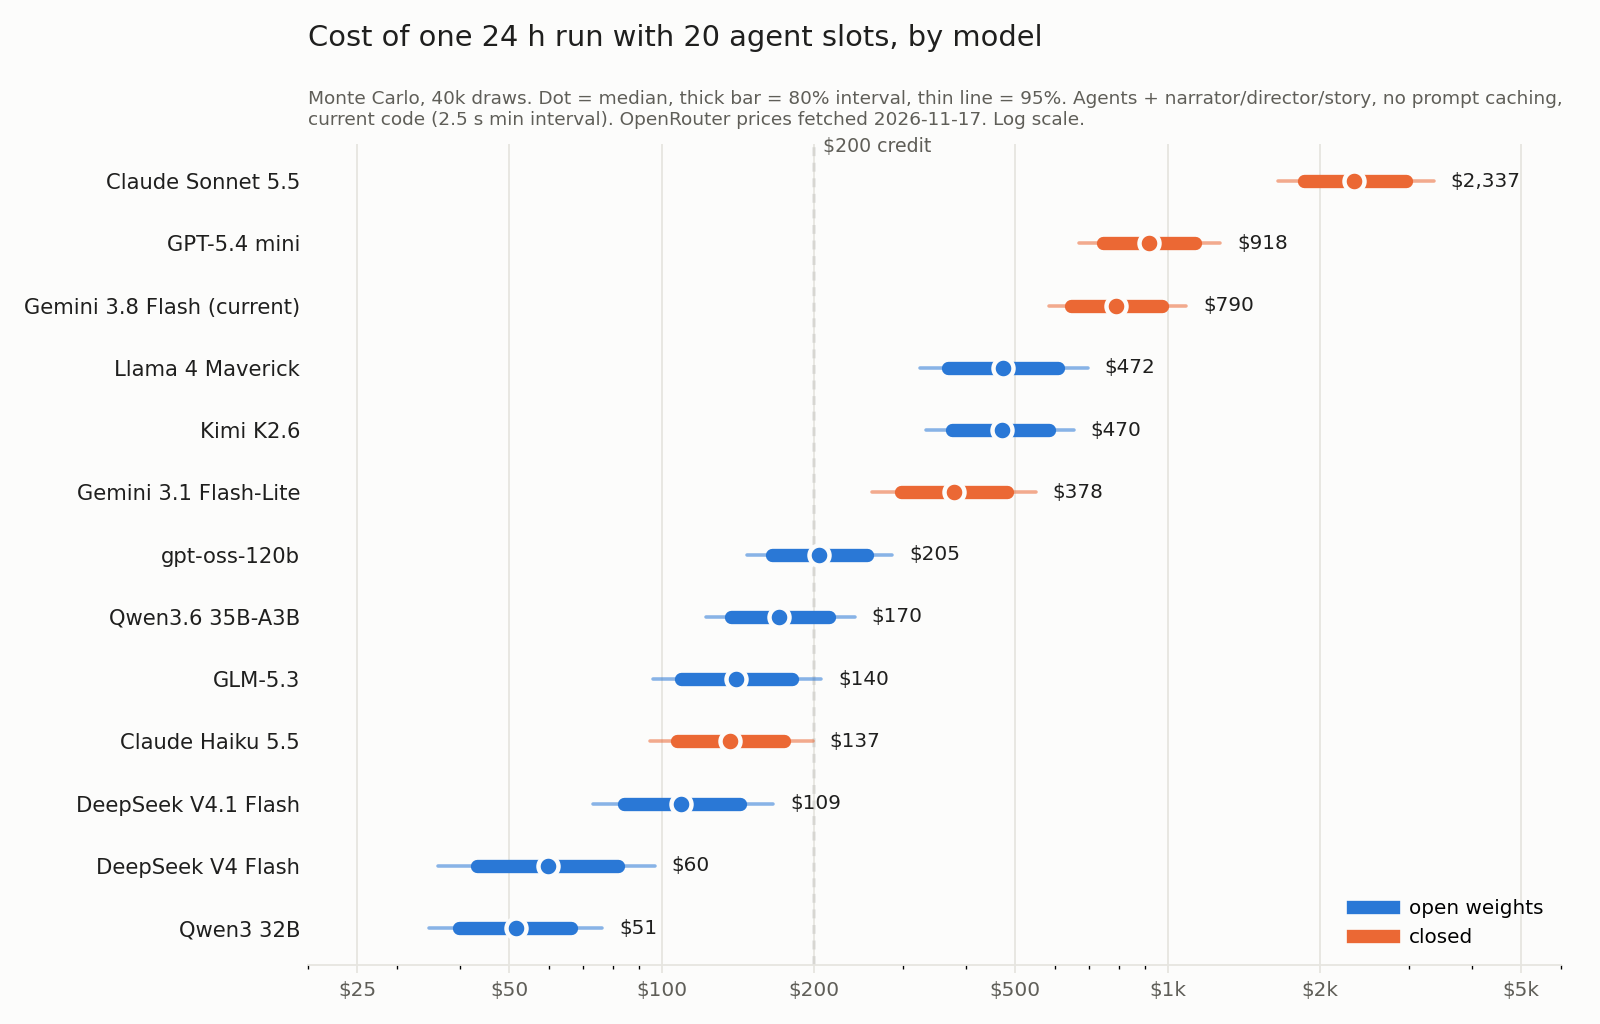 Cost of one 24 h run with 20 agent slots, by model
Monte Carlo, 40k draws. Dot = median, thick bar = 80% interval, thin line = 95%. Agents + narrator/director/story, no prompt caching,
current code (2.5 s min interval). OpenRouter prices fetched 2026-11-17. Log scale.
$200 credit
Claude Sonnet 5.5 $2,337
GPT-5.4 mini $918
Gemini 3.8 Flash (current) $790
Llama 4 Maverick $472
Kimi K2.6 $470
Gemini 3.1 Flash-Lite $378
gpt-oss-120b $205
Qwen3.6 35B-A3B $170
GLM-5.3 $140
Claude Haiku 5.5 $137
DeepSeek V4.1 Flash $109
DeepSeek V4 Flash $60
Qwen3 32B $51
open weights
closed
$25 $50 $100 $200 $500 $1k $2k $5k